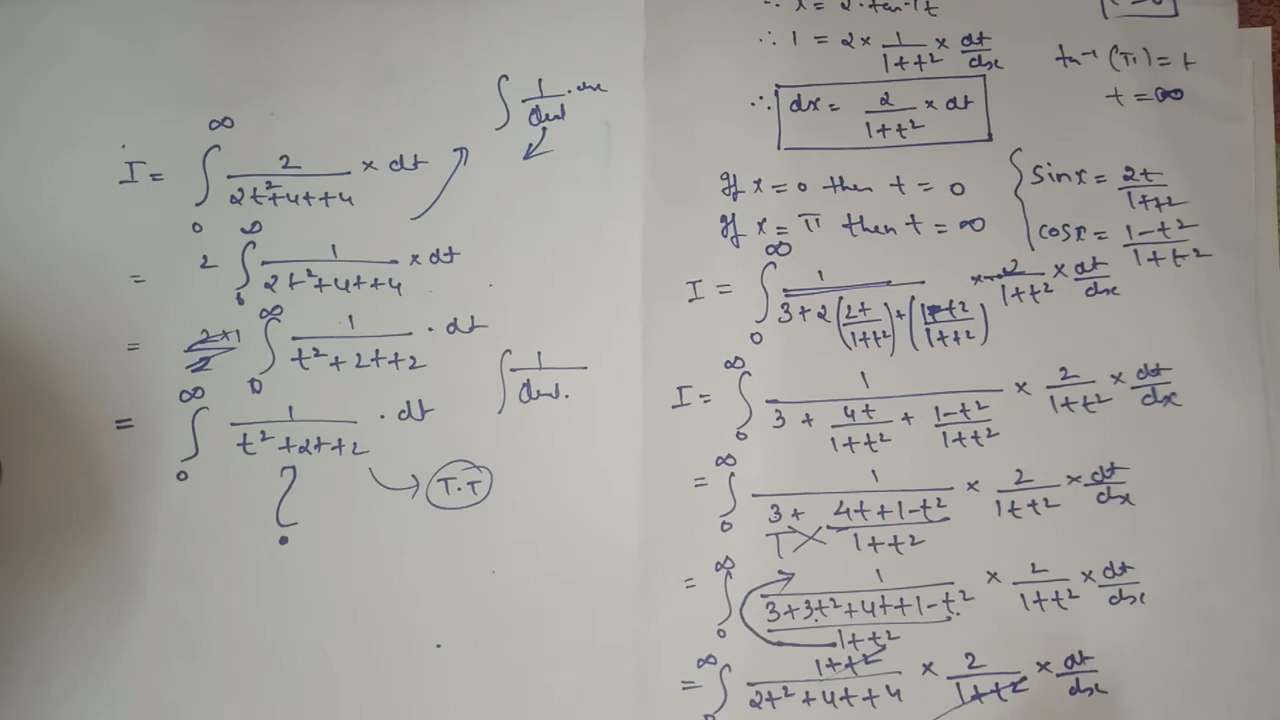 I = ∫₀^∞ 2/(2t²+4t+4) × dt
= 2 ∫₀^∞ 1/(2t²+4t+4) × dt
= 2×1/2 ∫₀^∞ 1/(t²+2t+2) · dt
= ∫₀^∞ 1/(t²+2t+2) · dt
? → T.T
∫ 1/ · dx
∫ 1/
∴ x = 2·tan⁻¹t
∴ 1 = 2 × 1/(1+t²) × dt/dx
∴ dx = 2/(1+t²) × dt
tan⁻¹(π) = t
t = ∞
If x = 0 then t = 0
If x = π then t = ∞
sinx = 2t/(1+t²)
cosx = (1-t²)/(1+t²)
I = ∫₀^∞ 1/(3+2(2t/(1+t²))+((1-t²)/(1+t²))) × 2/(1+t²) × dt/dx
I = ∫₀^∞ 1/(3 + 4t/(1+t²) + (1-t²)/(1+t²)) × 2/(1+t²) × dt/dx
= ∫₀^∞ 1/(3 + (4t+1-t²)/(1+t²)) × 2/(1+t²) × dt/dx
= ∫₀^∞ 1/((3+3t²+4t+1-t²)/(1+t²)) × 2/(1+t²) × dt/dx
= ∫₀^∞ (1+t²)/(2t²+4t+4) × 2/(1+t²) × dt/dx